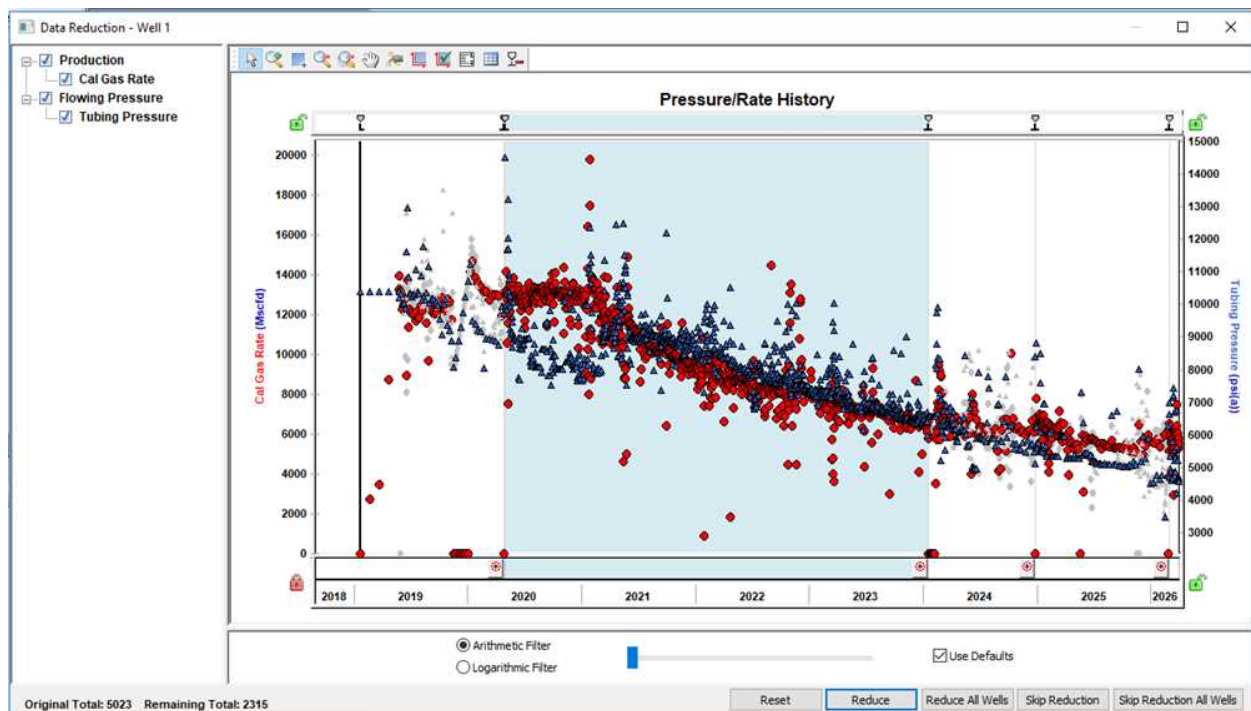 Data Reduction - Well 1
Production
Cal Gas Rate
Flowing Pressure
Tubing Pressure
Pressure/Rate History
20000
18000
16000
14000
12000
10000
8000
6000
4000
2000
0
Cal Gas Rate (Mscfd)
15000
14000
13000
12000
11000
10000
9000
8000
7000
6000
5000
4000
3000
Tubing Pressure (psi(a))
2018 2019 2020 2021 2022 2023 2024 2025 2026
Arithmetic Filter
Logarithmic Filter
Use Defaults
Original Total: 5023 Remaining Total: 2315
Reset Reduce Reduce All Wells Skip Reduction Skip Reduction All Wells